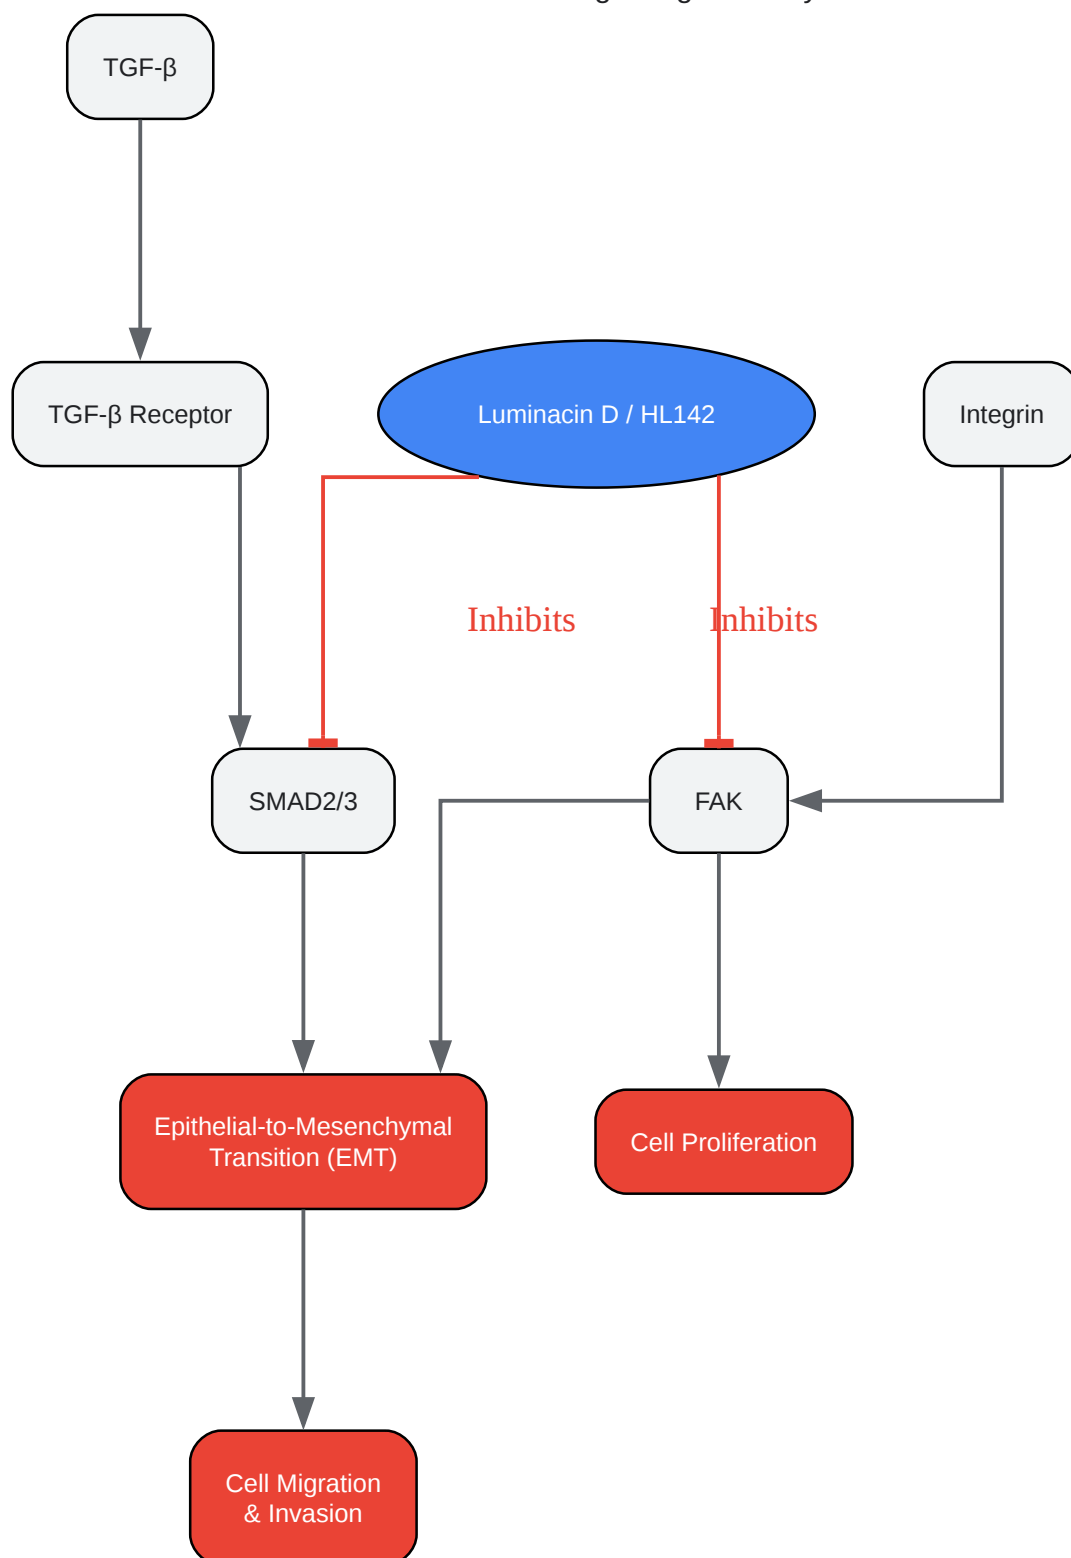 TGF-β
TGF-β Receptor
Luminacin D / HL142
Integrin
Inhibits
Inhibits
SMAD2/3
FAK
Epithelial-to-Mesenchymal
Transition (EMT)
Cell Proliferation
Cell Migration
& Invasion